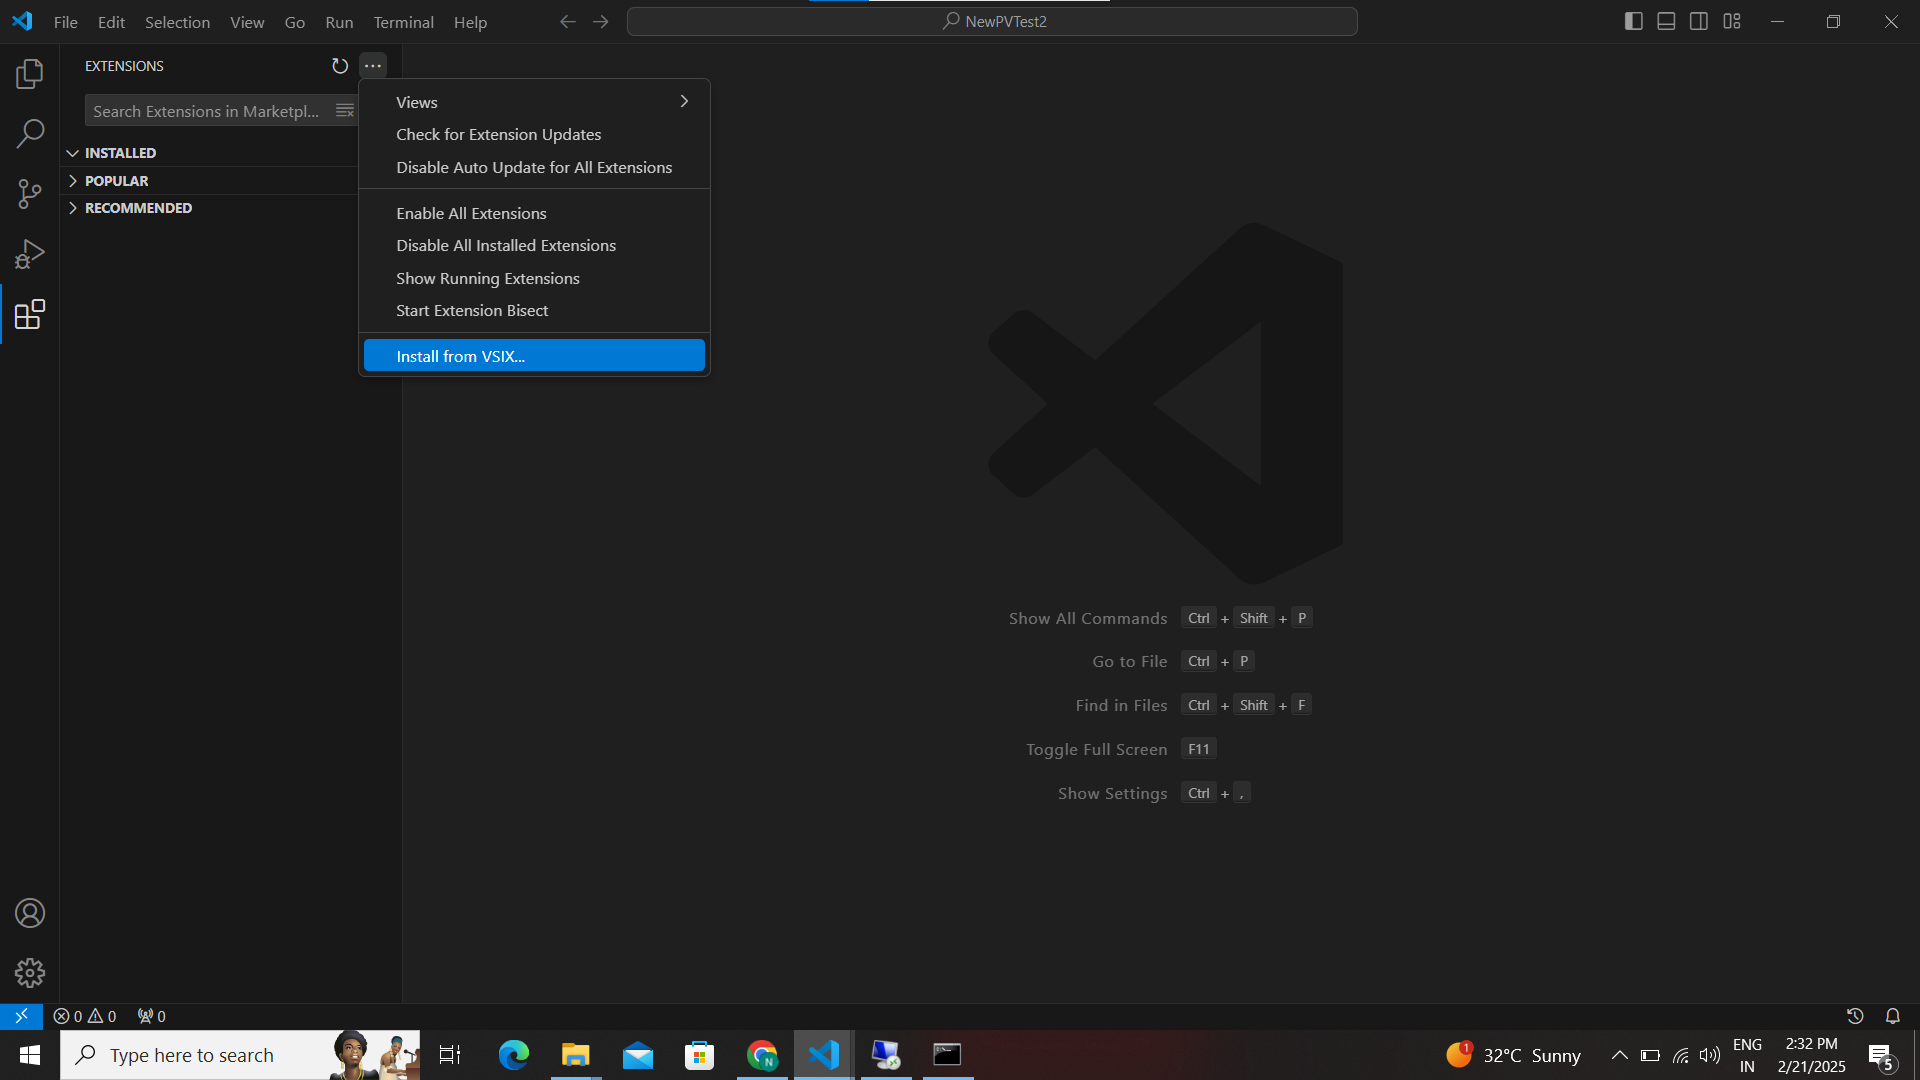 File Edit Selection View Go Run Terminal Help
NewPVTest2
EXTENSIONS
Search Extensions in Marketpl...
INSTALLED
POPULAR
RECOMMENDED
Views
Check for Extension Updates
Disable Auto Update for All Extensions
Enable All Extensions
Disable All Installed Extensions
Show Running Extensions
Start Extension Bisect
Install from VSIX...
Show All Commands Ctrl + Shift + P
Go to File Ctrl + P
Find in Files Ctrl + Shift + F
Toggle Full Screen F11
Show Settings Ctrl + ,
0 0 0
Type here to search
N
1
32°C Sunny
ENG
IN
2:32 PM
2/21/2025
5